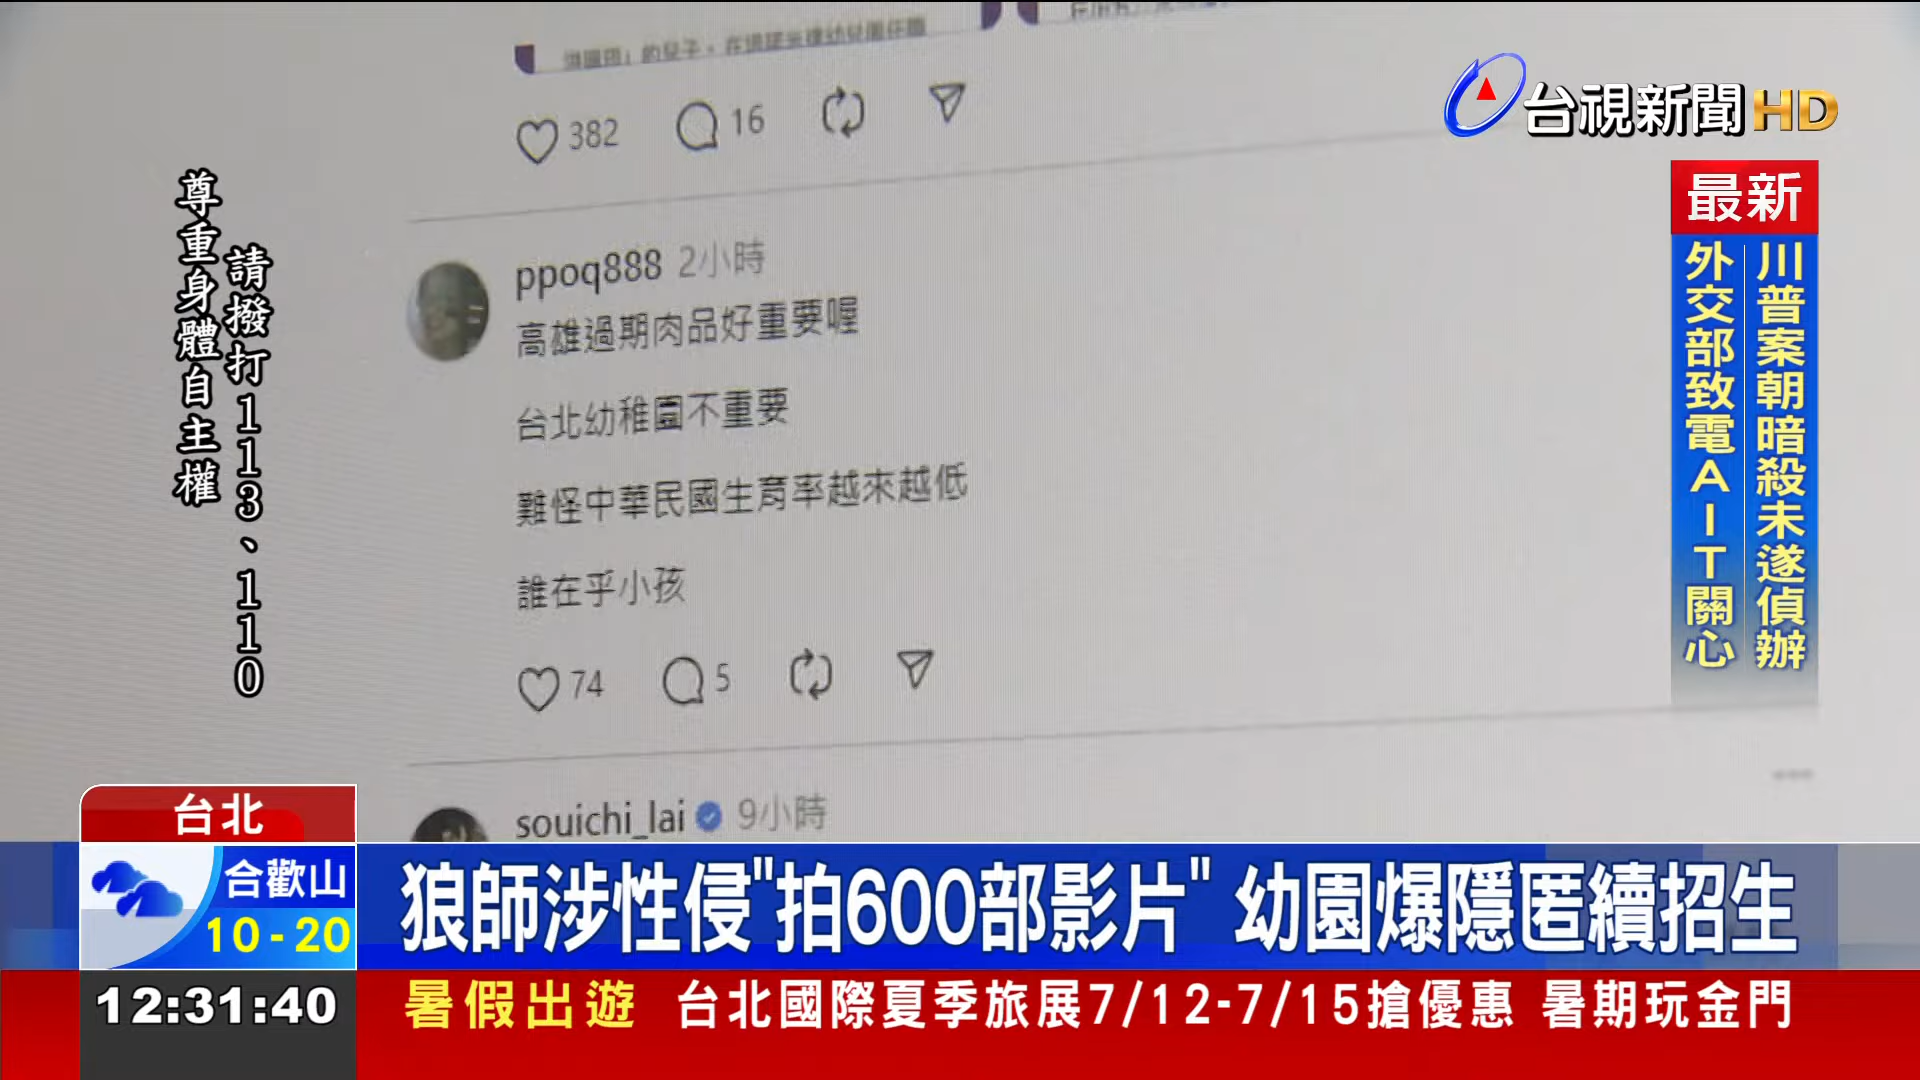 382
16
台視新聞HD
最新
川普案朝暗殺未遂偵辦
外交部致電AIT關心
尊重身體自主權
請撥打113、110
ppoq888 2小時
高雄過期肉品好重要喔
台北幼稚園不重要
難怪中華民國生育率越來越低
誰在乎小孩
74
5
souichi_lai 9小時
台北
合歡山
10-20
狼師涉性侵"拍600部影片" 幼園爆隱匿續招生
12:31:40
暑假出遊 台北國際夏季旅展7/12-7/15搶優惠 暑期玩金門